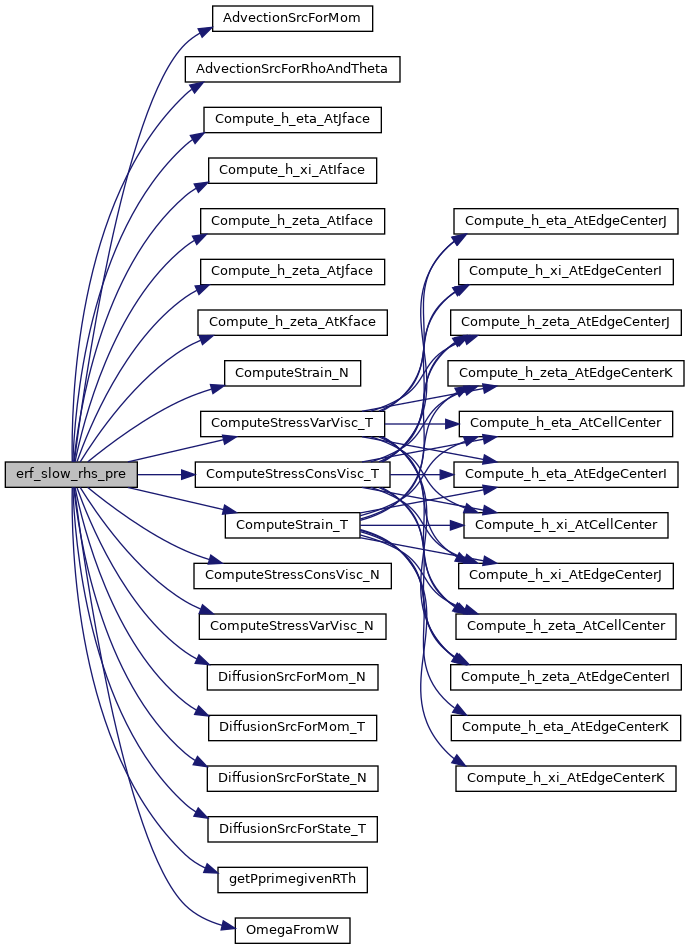 erf_slow_rhs_pre
AdvectionSrcForMom
AdvectionSrcForRhoAndTheta
Compute_h_eta_AtJface
Compute_h_xi_AtIface
Compute_h_zeta_AtIface
Compute_h_zeta_AtJface
Compute_h_zeta_AtKface
ComputeStrain_N
ComputeStressVarVisc_T
ComputeStressConsVisc_T
ComputeStrain_T
ComputeStressConsVisc_N
ComputeStressVarVisc_N
DiffusionSrcForMom_N
DiffusionSrcForMom_T
DiffusionSrcForState_N
DiffusionSrcForState_T
getPprimegivenRTh
OmegaFromW
Compute_h_eta_AtEdgeCenterJ
Compute_h_xi_AtEdgeCenterI
Compute_h_zeta_AtEdgeCenterJ
Compute_h_zeta_AtEdgeCenterK
Compute_h_eta_AtCellCenter
Compute_h_eta_AtEdgeCenterI
Compute_h_xi_AtCellCenter
Compute_h_xi_AtEdgeCenterJ
Compute_h_zeta_AtCellCenter
Compute_h_zeta_AtEdgeCenterI
Compute_h_eta_AtEdgeCenterK
Compute_h_xi_AtEdgeCenterK